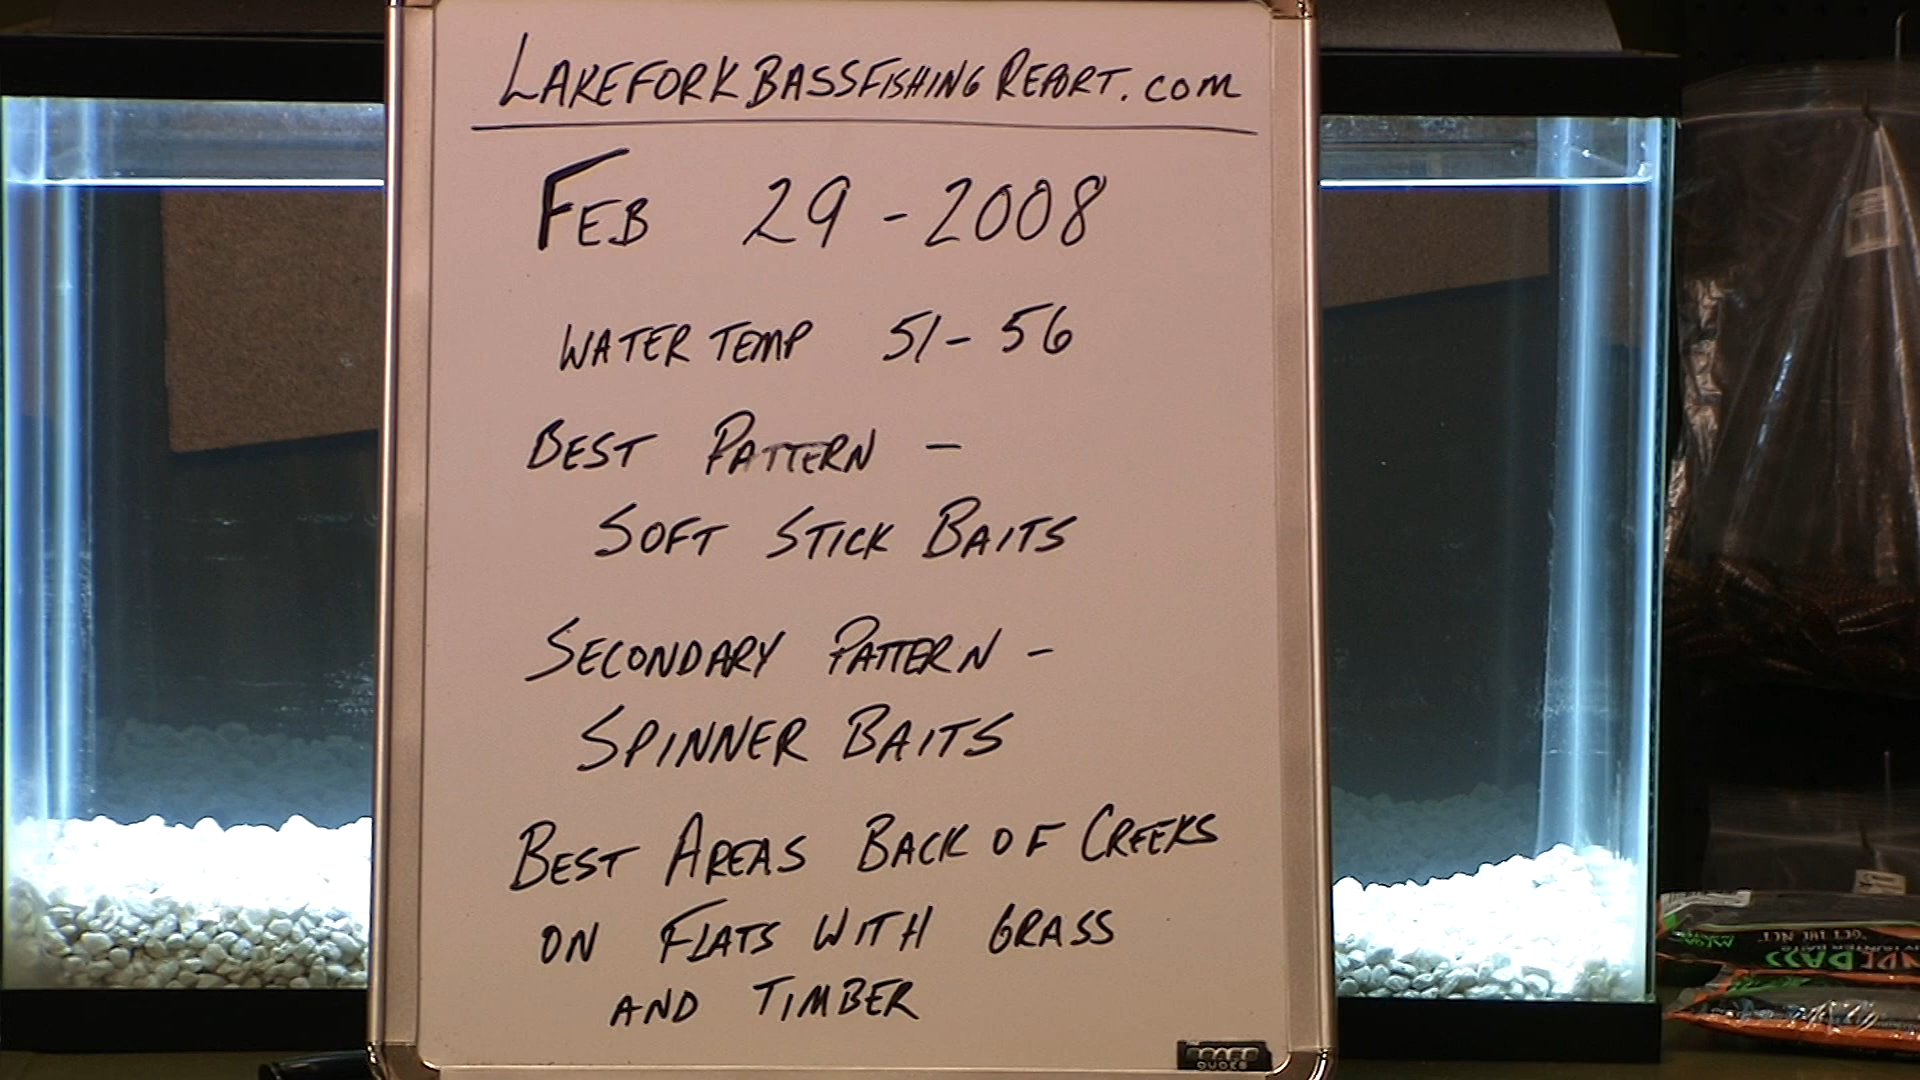 LAKEFORKBASSFISHINGREPORT.COM
FEB 29-2008
WATER TEMP 51-56
BEST PATTERN -
SOFT STICK BAITS
SECONDARY PATTERN -
SPINNER BAITS
BEST AREAS BACK OF CREEKS
ON FLATS WITH GRASS
AND TIMBER